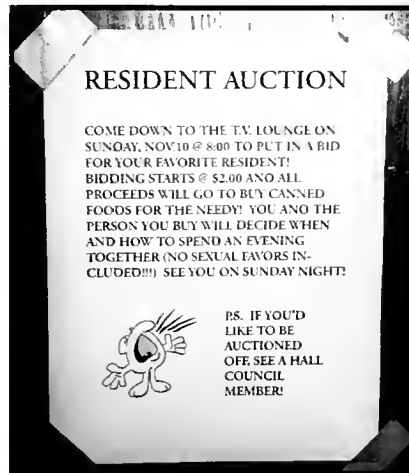 RESIDENT AUCTION
COME DOWN TO THE T.V. LOUNGE ON
SUNDAY, NOV.10 @ 8:00 TO PUT IN A BID
FOR YOUR FAVORITE RESIDENT!
BIDDING STARTS @ $2.00 AND ALL
PROCEEDS WILL GO TO BUY CANNED
FOODS FOR THE NEEDY! YOU AND THE
PERSON YOU BUY WILL DECIDE WHEN
AND HOW TO SPEND AN EVENING
TOGETHER (NO SEXUAL FAVORS IN-
CLUDED!!!) SEE YOU ON SUNDAY NIGHT!
P.S. IF YOU'D
LIKE TO BE
AUCTIONED
OFF, SEE A HALL
COUNCIL
MEMBER!